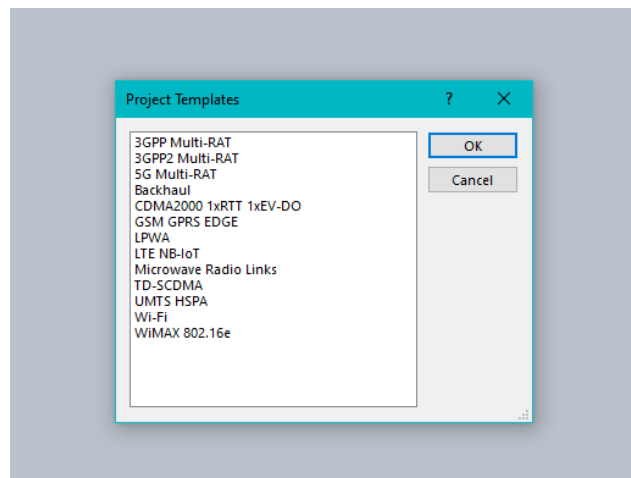 Project Templates
3GPP Multi-RAT
3GPP2 Multi-RAT
5G Multi-RAT
Backhaul
CDMA2000 1xRTT 1xEV-DO
GSM GPRS EDGE
LPWA
LTE NB-IoT
Microwave Radio Links
TD-SCDMA
UMTS HSPA
Wi-Fi
WiMAX 802.16e
OK
Cancel